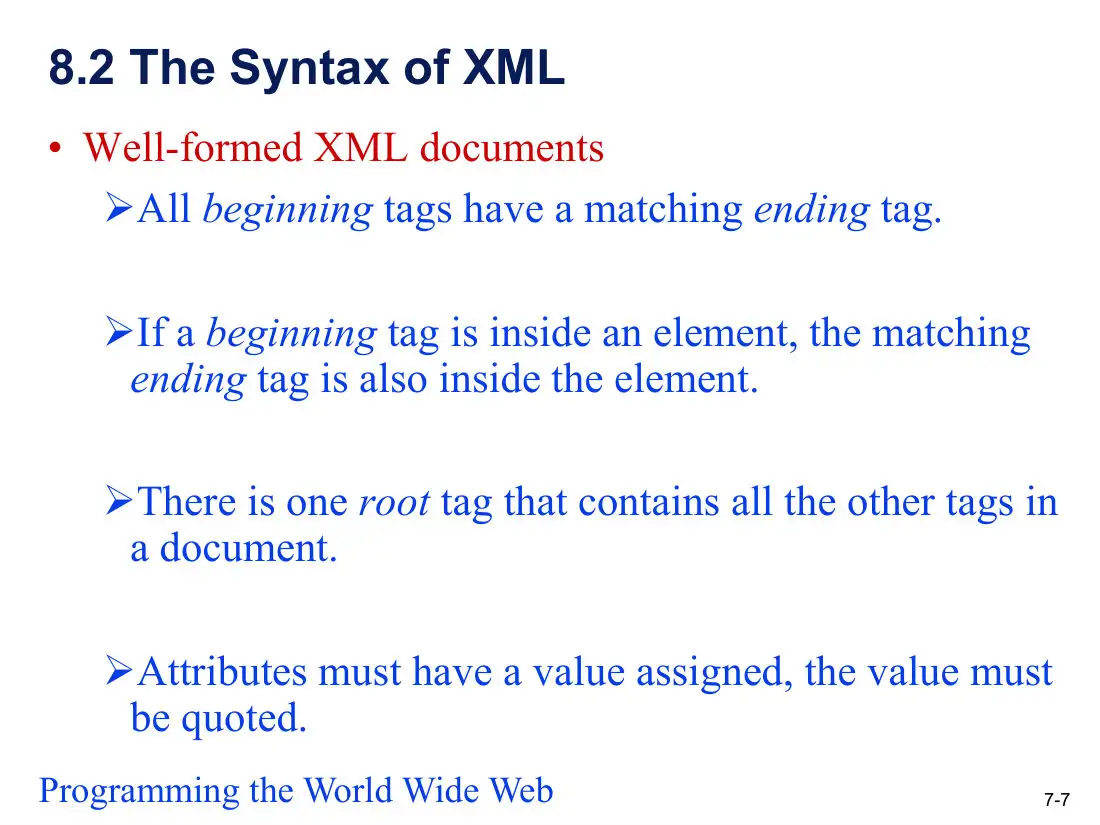 8.2 The Syntax of XML
• Well-formed XML documents
➢All beginning tags have a matching ending tag.
➢If a beginning tag is inside an element, the matching
ending tag is also inside the element.
➢There is one root tag that contains all the other tags in
a document.
➢Attributes must have a value assigned, the value must
be quoted.
Programming the World Wide Web
7-7